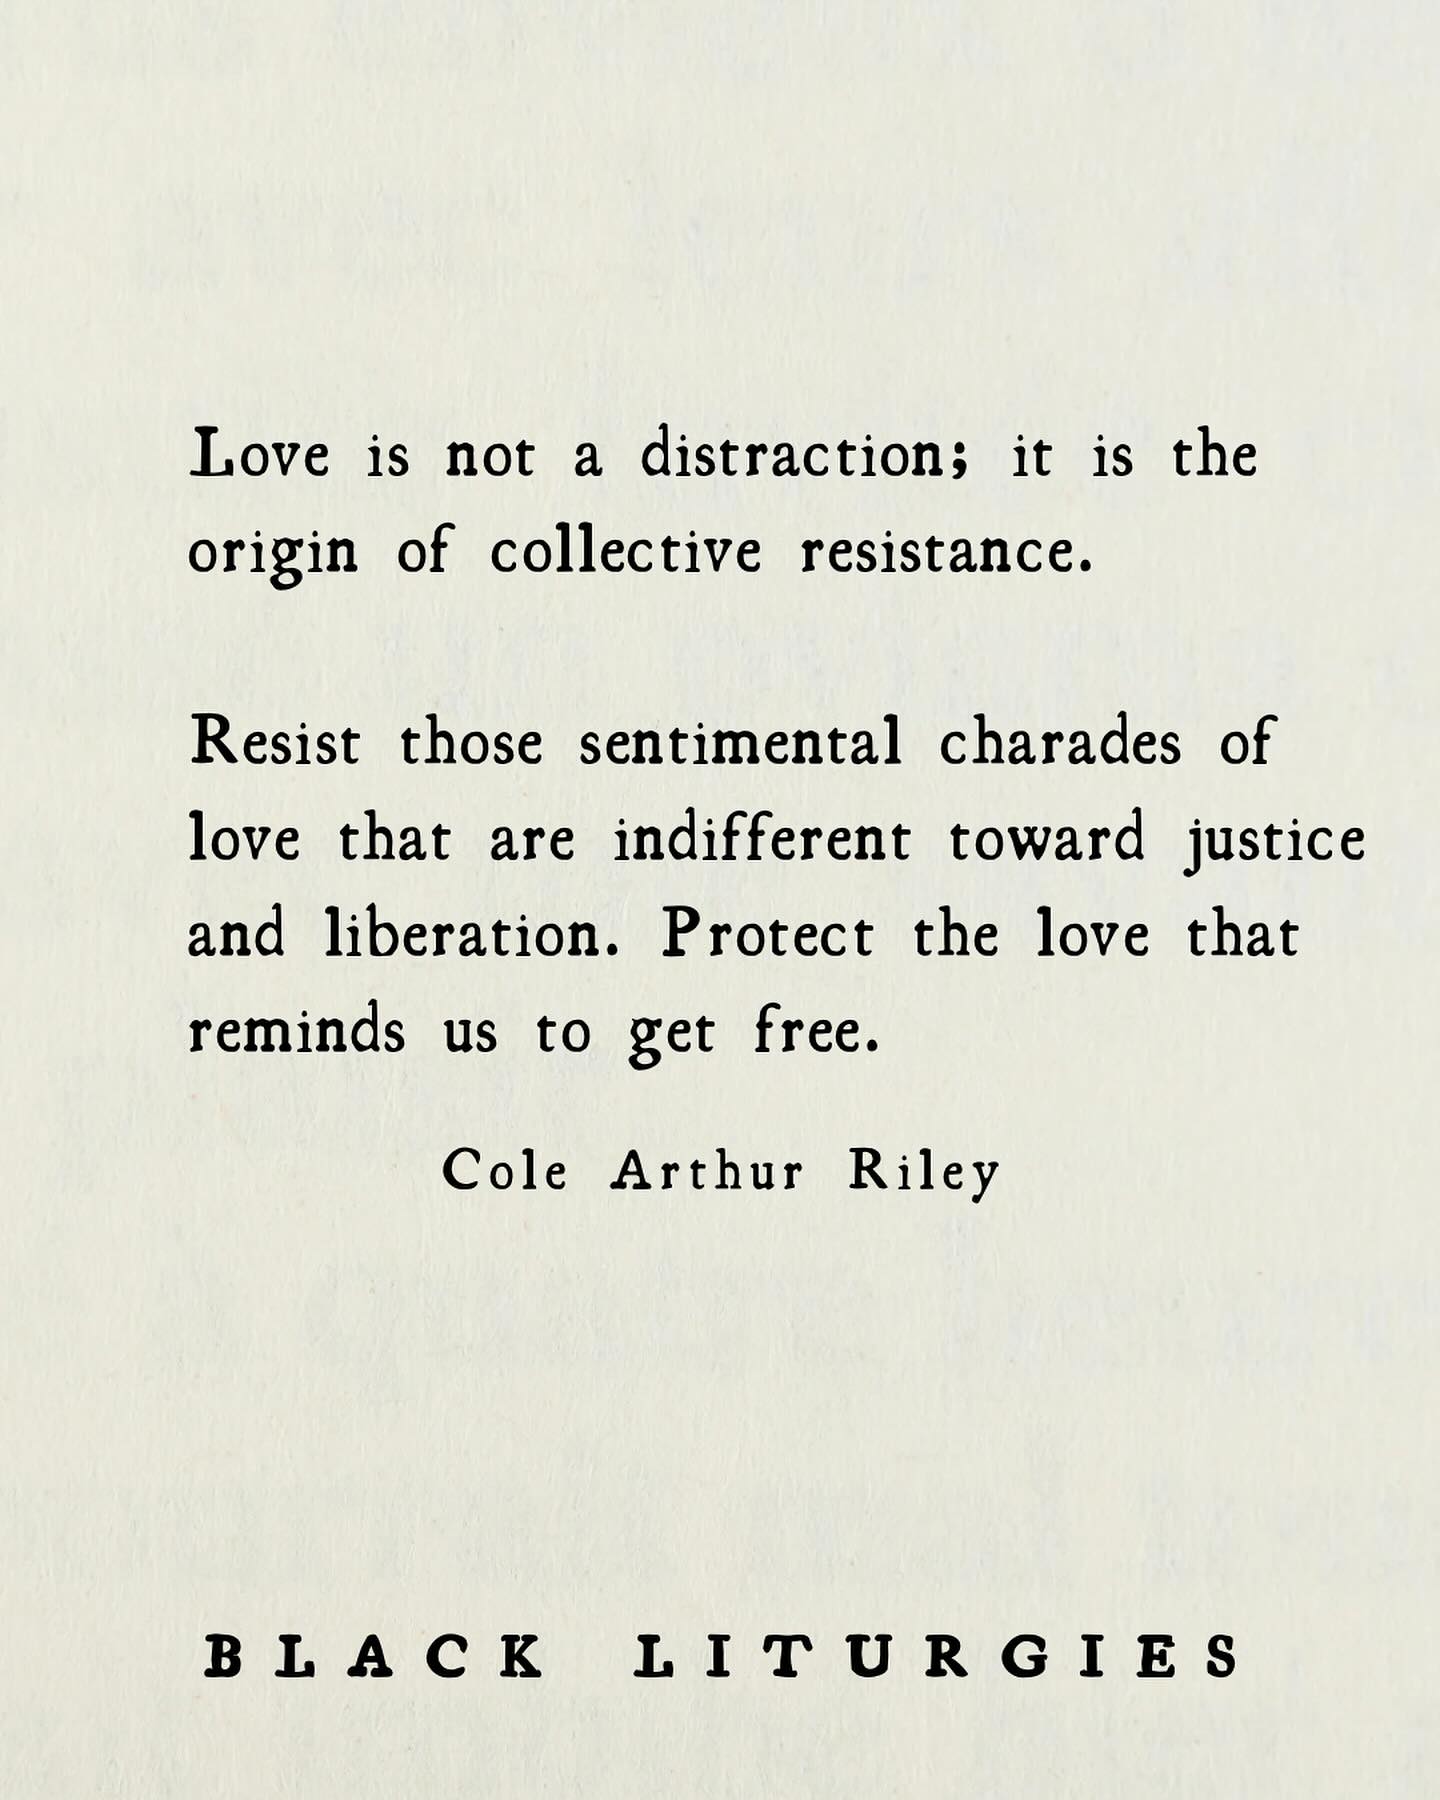 Love is not a distraction; it is the
origin of collective resistance.
Resist those sentimental charades of
love that are indifferent toward justice
and liberation. Protect the love that
reminds us to get free.
Cole Arthur Riley
BLACK LITURGIES